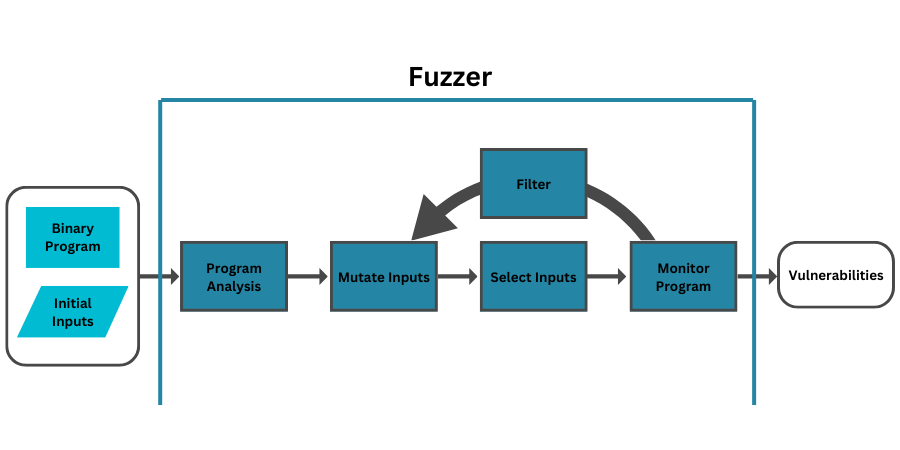 Fuzzer
Filter
Binary
Program
Initial
Inputs
Program
Analysis
Mutate Inputs
Select Inputs
Monitor
Program
Vulnerabilities